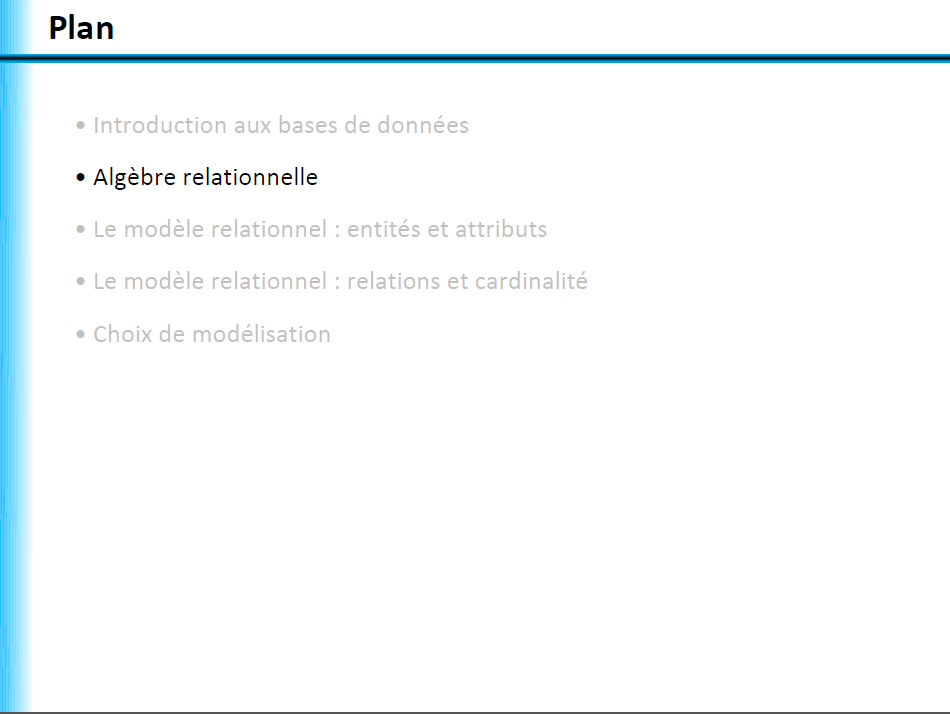 Plan
• Introduction aux bases de données
• Algèbre relationnelle
• Le modèle relationnel : entités et attributs
• Le modèle relationnel : relations et cardinalité
• Choix de modélisation